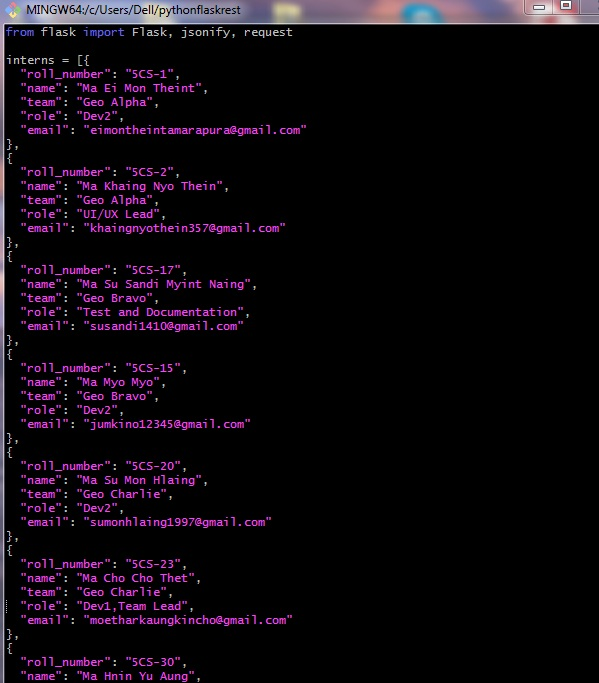 MINGW64:/c/Users/Dell/pythonflaskrest
from flask import Flask, jsonify, request
interns = [{
"roll_number": "5CS-1",
"name": "Ma Ei Mon Theint",
"team": "Geo Alpha",
"role": "Dev2",
"email": "eimontheintamarapura@gmail.com"
},
{
"roll_number": "5CS-2",
"name": "Ma Khaing Nyo Thein",
"team": "Geo Alpha",
"role": "UI/UX Lead",
"email": "khaingnyothein357@gmail.com"
},
{
"roll_number": "5CS-17",
"name": "Ma Su Sandi Myint Naing",
"team": "Geo Bravo",
"role": "Test and Documentation",
"email": "susandi1410@gmail.com"
},
{
"roll_number": "5CS-15",
"name": "Ma Myo Myo",
"team": "Geo Bravo",
"role": "Dev2",
"email": "jumkino12345@gmail.com"
},
{
"roll_number": "5CS-20",
"name": "Ma Su Mon Hlaing",
"team": "Geo Charlie",
"role": "Dev2",
"email": "sumonhlaing1997@gmail.com"
},
{
"roll_number": "5CS-23",
"name": "Ma Cho Cho Thet",
"team": "Geo Charlie",
"role": "Dev1,Team Lead",
"email": "moetharkaungkincho@gmail.com"
},
{
"roll_number": "5CS-30",
"name": "Ma Hnin Yu Aung",